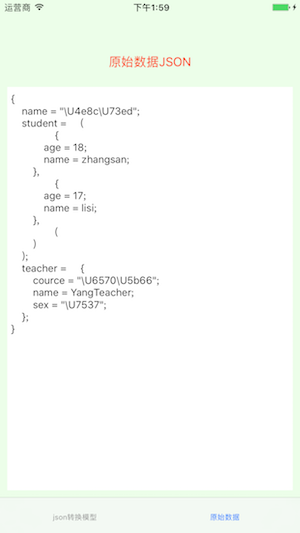 运营商 下午1:59
原始数据JSON
{
    name = "\U4e8c\U73ed";
    student =     (
                {
            age = 18;
            name = zhangsan;
        },
                {
            age = 17;
            name = lisi;
        },
                (
        )
    );
    teacher =     {
        cource = "\U6570\U5b66";
        name = YangTeacher;
        sex = "\U7537";
    };
}
json转换模型 原始数据